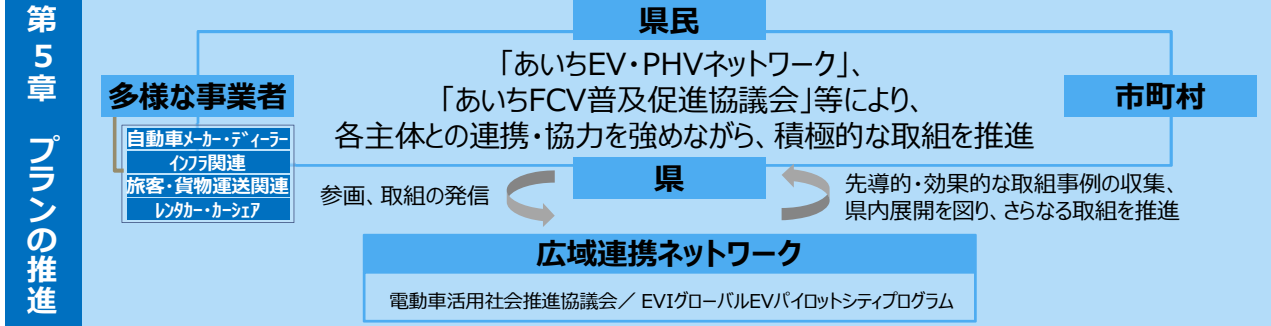 第5章 プランの推進
県民
「あいちEV・PHVネットワーク」、
「あいちFCV普及促進協議会」等により、
各主体との連携・協力を強めながら、積極的な取組を推進
多様な事業者
自動車ﾒｰｶｰ・ﾃﾞｨｰﾗｰ
ｲﾝﾌﾗ関連
旅客・貨物運送関連
ﾚﾝﾀｶｰ・ｶｰｼｪｱ
市町村
県
参画、取組の発信
先導的・効果的な取組事例の収集、
県内展開を図り、さらなる取組を推進
広域連携ネットワーク
電動車活用社会推進協議会／ EVIグローバルEVパイロットシティプログラム